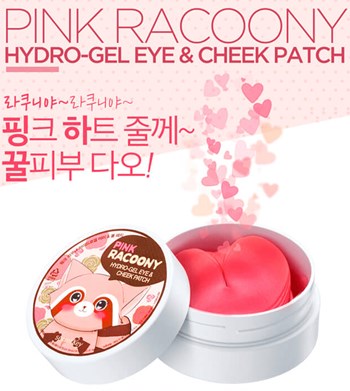 PINK RACOONY
HYDRO-GEL EYE & CHEEK PATCH
라쿠니야~라쿠니야~
핑크 하트 줄께~
꿀피부 다오!
PINK
RACOONY
HYDRO-GEL EYE &
CHEEK PATCH